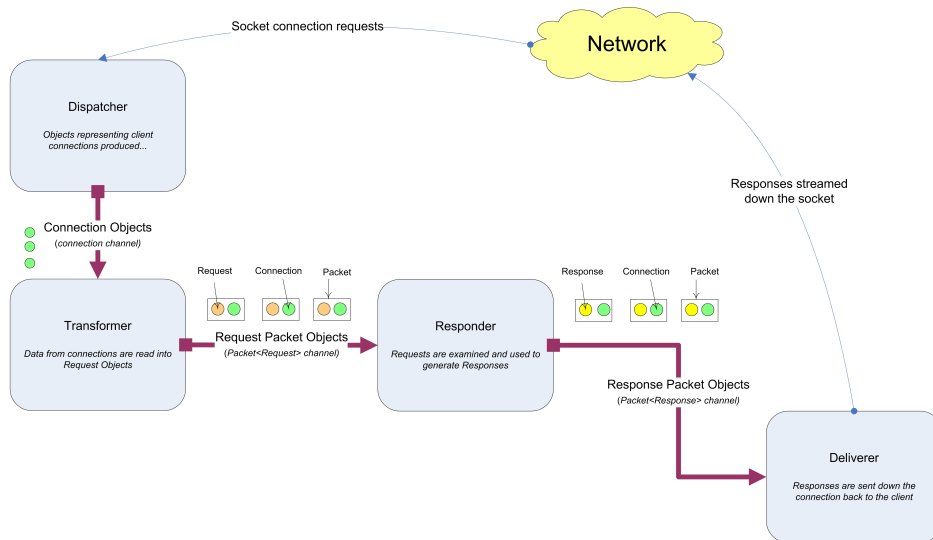 Socket connection requests
Network
Dispatcher
Objects representing client
connections produced...
Responses streamed
down the socket
Connection Objects
(connection channel)
Request
Connection
Packet
Response
Connection
Packet
Transformer
Data from connections are read into
Request Objects
Request Packet Objects
(Packet<Request> channel)
Responder
Requests are examined and used to
generate Responses
Response Packet Objects
(Packet<Response> channel)
Deliverer
Responses are sent down the
connection back to the client